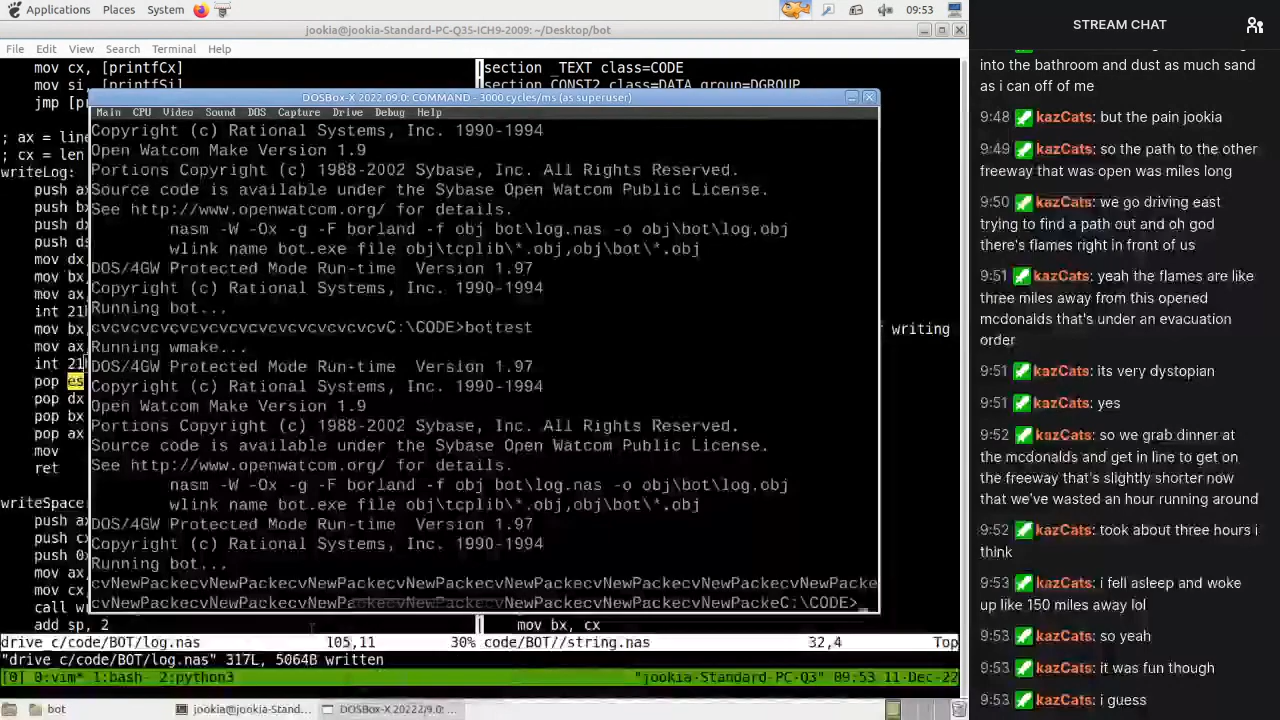 Applications Places System 09:53
jookia@jookia-Standard-PC-Q35-ICH9-2009: ~/Desktop/bot
File Edit View Search Terminal Help
mov cx, [printfCx]
section _TEXT class=CODE
section CONST2 class=DATA group=DGROUP
jmp
DOSBox-X 2022.09.0: COMMAND - 3000 cycles/ms (as superuser)
Main CPU Video Sound DOS Capture Drive Debug Help
Copyright (c) Rational Systems, Inc. 1990-1994
Open Watcom Make Version 1.9
Portions Copyright (c) 1988-2002 Sybase, Inc. All Rights Reserved.
Source code is available under the Sybase Open Watcom Public License.
See http://www.openwatcom.org/ for details.
nasm -W -Ox -g -F borland -f obj bot\log.nas -o obj\bot\log.obj
wlink name bot.exe file obj\tcplib\*.obj,obj\bot\*.obj
DOS/4GW Protected Mode Run-time Version 1.97
Copyright (c) Rational Systems, Inc. 1990-1994
Running bot...
cvcvcvcvcvcvcvcvcvcvcvcvcvcvcvC:\CODE>bottest
Running wmake...
DOS/4GW Protected Mode Run-time Version 1.97
Copyright (c) Rational Systems, Inc. 1990-1994
Open Watcom Make Version 1.9
Portions Copyright (c) 1988-2002 Sybase, Inc. All Rights Reserved.
Source code is available under the Sybase Open Watcom Public License.
See http://www.openwatcom.org/ for details.
nasm -W -Ox -g -F borland -f obj bot\log.nas -o obj\bot\log.obj
wlink name bot.exe file obj\tcplib\*.obj,obj\bot\*.obj
DOS/4GW Protected Mode Run-time Version 1.97
Copyright (c) Rational Systems, Inc. 1990-1994
Running bot...
cvNewPackecvNewPackecvNewPackecvNewPackecvNewPackecvNewPackecvNewPackecvNewPacke
cvNewPackecvNewPackecvNewPackecvNewPackecvNewPackecvNewPackecvNewPackeC:\CODE>_
; ax = line
; cx = len
writeLog:
push ax
push bx
push dx
push ds
mov dx
mov bx
mov ax
int 21
mov bx
mov ax
int 21
pop es
pop dx
pop bx
pop ax
mov
ret
writing
push ax
push cx
push 0x
mov ax
mov cx
call wr
add sp, 2
mov bx, cx
drive c/code/BOT/log.nas 105,11 30% code/BOT//string.nas 32,4 Top
"drive c/code/BOT/log.nas" 317L, 5064B written
[0] 0:vim* 1:bash- 2:python3 "jookia-Standard-PC-Q3" 09:53 11-Dec-22
bot
jookia@jookia-Stand...
STREAM CHAT
into the bathroom and dust as much sand
as i can off of me
9:48 kazCats: but the pain jookia
9:49 kazCats: so the path to the other
freeway that was open was miles long
9:50 kazCats: we go driving east
trying to find a path out and oh god
there's flames right in front of us
9:51 kazCats: yeah the flames are like
three miles away from this opened
mcdonalds that's under an evacuation
order
9:51 kazCats: its very dystopian
9:51 kazCats: yes
9:52 kazCats: so we grab dinner at
the mcdonalds and get in line to get on
the freeway that's slightly shorter now
that we've wasted an hour running around
9:52 kazCats: took about three hours i
think
9:53 kazCats: i fell asleep and woke
up like 150 miles away lol
9:53 kazCats: so yeah
9:53 kazCats: it was fun though
9:53 kazCats: i guess